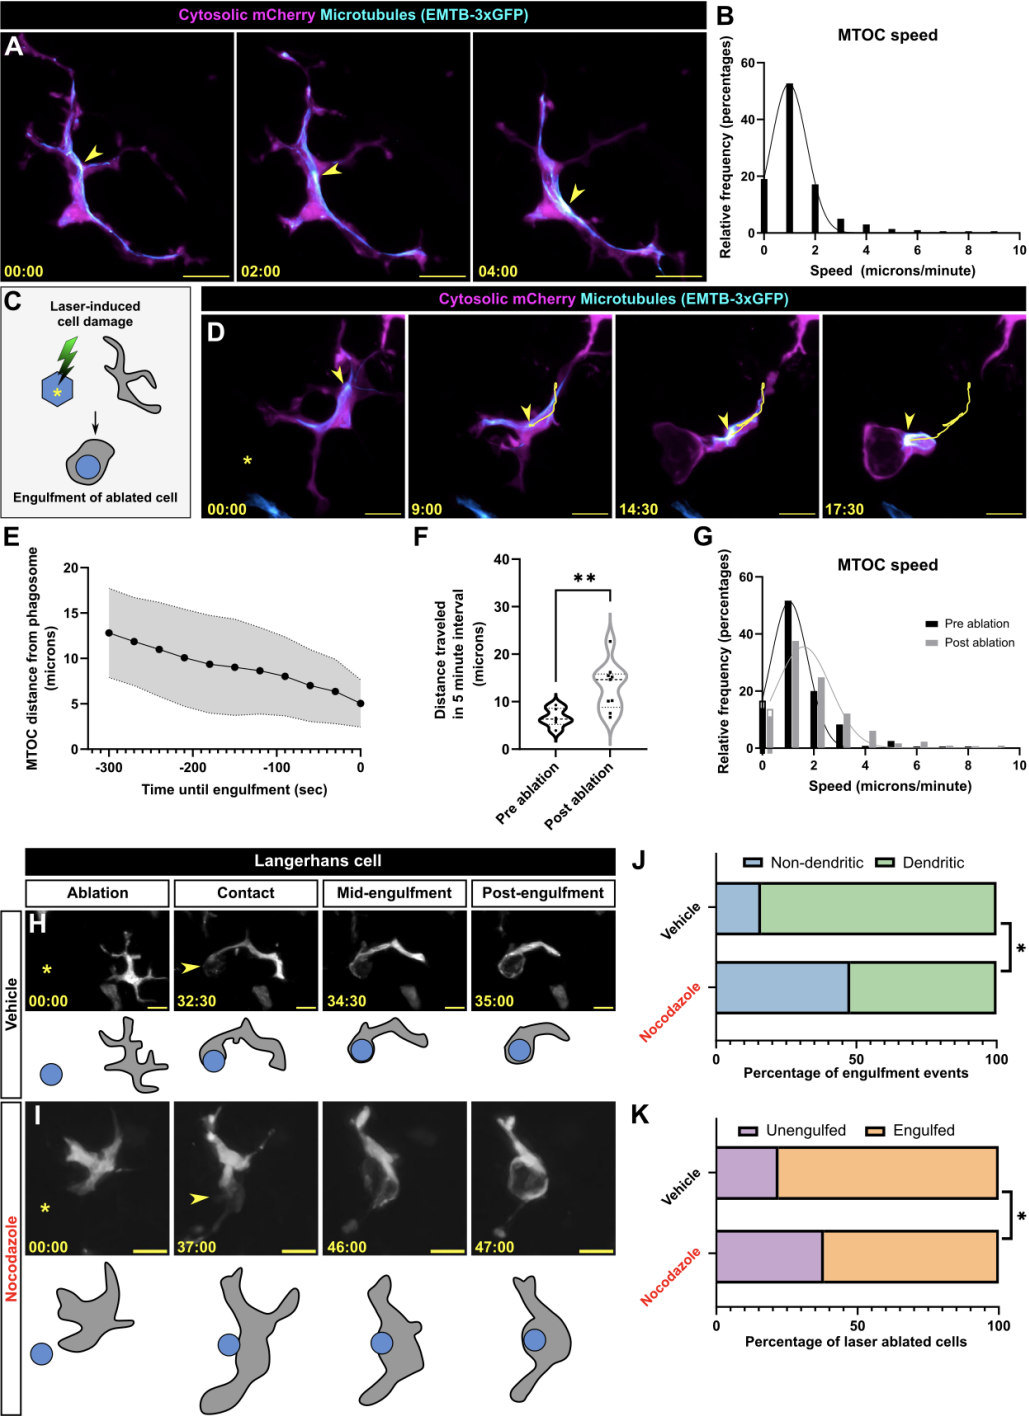 Cytosolic mCherry Microtubules (EMTB-3xGFP)
A
00:00
02:00
04:00
B
MTOC speed
Relative frequency (percentages)
60
40
20
0
0 2 4 6 8 10
Speed (microns/minute)
C
Laser-induced
cell damage
*
Engulfment of ablated cell
Cytosolic mCherry Microtubules (EMTB-3xGFP)
D
*
00:00
9:00
14:30
17:30
E
MTOC distance from phagosome
(microns)
20
15
10
5
0
-300 -200 -100 0
Time until engulfment (sec)
F
Distance traveled
in 5 minute interval
(microns)
40
30
20
10
0
**
Pre ablation
Post ablation
G
MTOC speed
Relative frequency (percentages)
60
40
20
0
0 2 4 6 8 10
Speed (microns/minute)
Pre ablation
Post ablation
Langerhans cell
Ablation Contact Mid-engulfment Post-engulfment
Vehicle
H
*
00:00
32:30
34:30
35:00
Nocodazole
I
*
00:00
37:00
46:00
47:00
J
Non-dendritic Dendritic
Vehicle
Nocodazole
*
0 50 100
Percentage of engulfment events
K
Unengulfed Engulfed
Vehicle
Nocodazole
*
0 50 100
Percentage of laser ablated cells